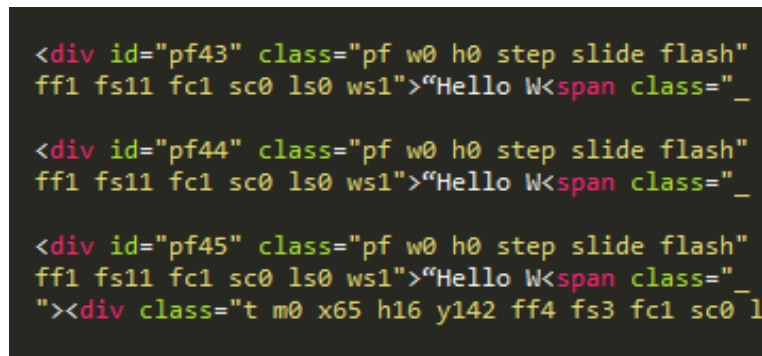 <div id="pf43" class="pf w0 h0 step slide flash"
ff1 fs11 fc1 sc0 ls0 ws1">“Hello W<span class="_
<div id="pf44" class="pf w0 h0 step slide flash"
ff1 fs11 fc1 sc0 ls0 ws1">“Hello W<span class="_
<div id="pf45" class="pf w0 h0 step slide flash"
ff1 fs11 fc1 sc0 ls0 ws1">“Hello W<span class="_
"><div class="t m0 x65 h16 y142 ff4 fs3 fc1 sc0 l